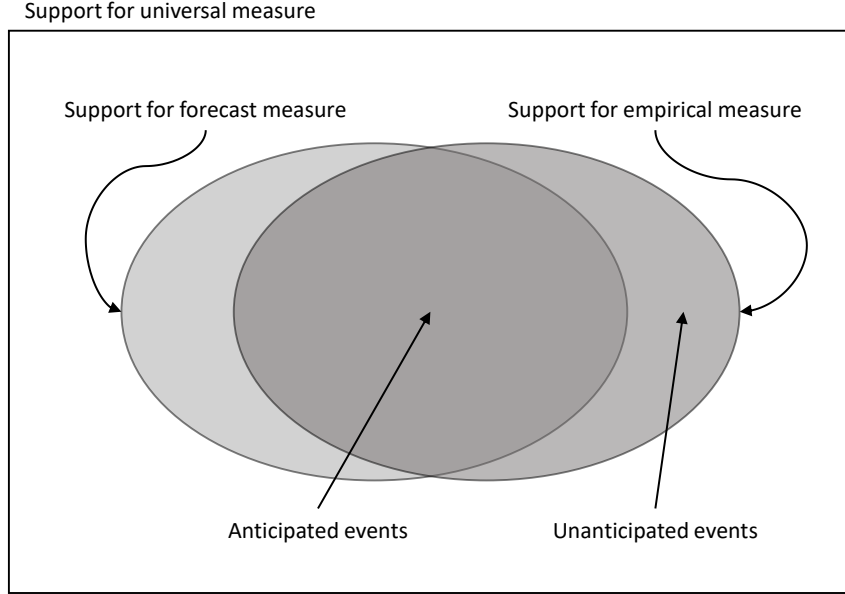 Support for universal measure
Support for forecast measure
Support for empirical measure
Anticipated events
Unanticipated events